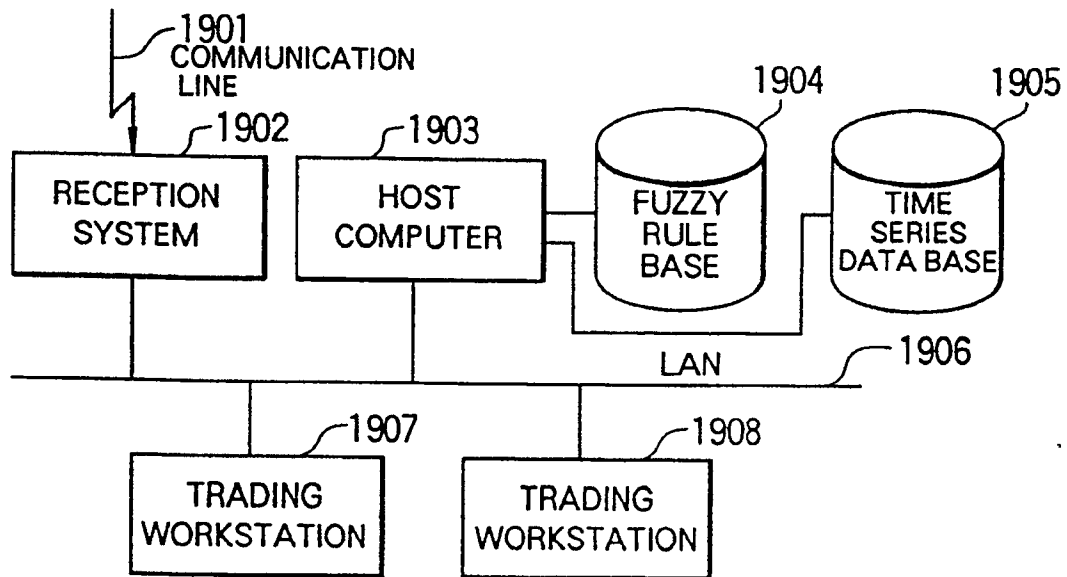 1901
COMMUNICATION
LINE
1902
RECEPTION
SYSTEM
1903
HOST
COMPUTER
1904
FUZZY
RULE
BASE
1905
TIME
SERIES
DATA BASE
LAN
1906
1907
TRADING
WORKSTATION
1908
TRADING
WORKSTATION